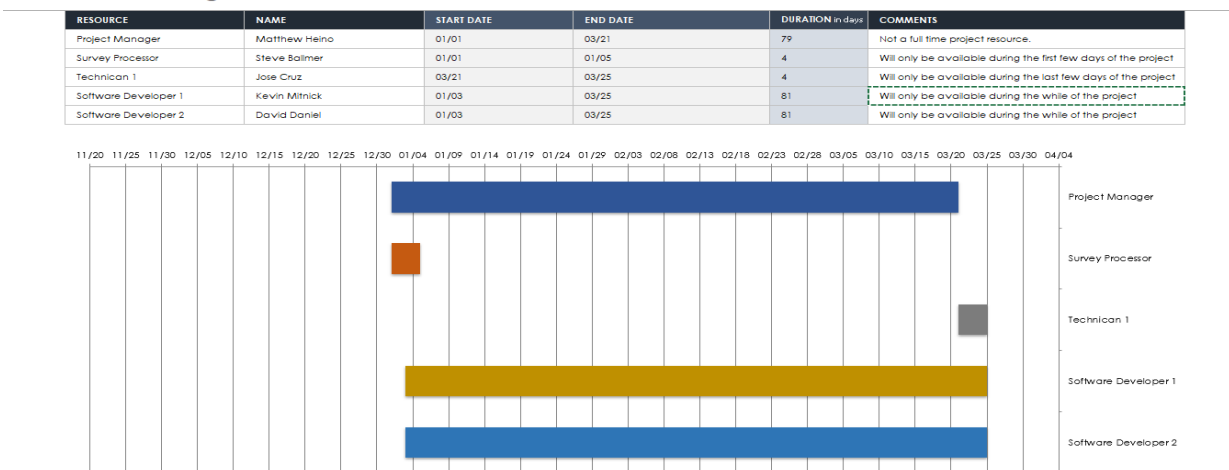 RESOURCE NAME START DATE END DATE DURATION in days COMMENTS
Project Manager Matthew Heino 01/01 03/21 79 Not a full time project resource.
Survey Processor Steve Ballmer 01/01 01/05 4 Will only be available during the first few days of the project
Technican 1 Jose Cruz 03/21 03/25 4 Will only be available during the last few days of the project
Software Developer 1 Kevin Mitnick 01/03 03/25 81 Will only be available during the while of the project
Software Developer 2 David Daniel 01/03 03/25 81 Will only be available during the while of the project
11/20 11/25 11/30 12/05 12/10 12/15 12/20 12/25 12/30 01/04 01/09 01/14 01/19 01/24 01/29 02/03 02/08 02/13 02/18 02/23 02/28 03/05 03/10 03/15 03/20 03/25 03/30 04/04
Project Manager
Survey Processor
Technican 1
Software Developer 1
Software Developer 2